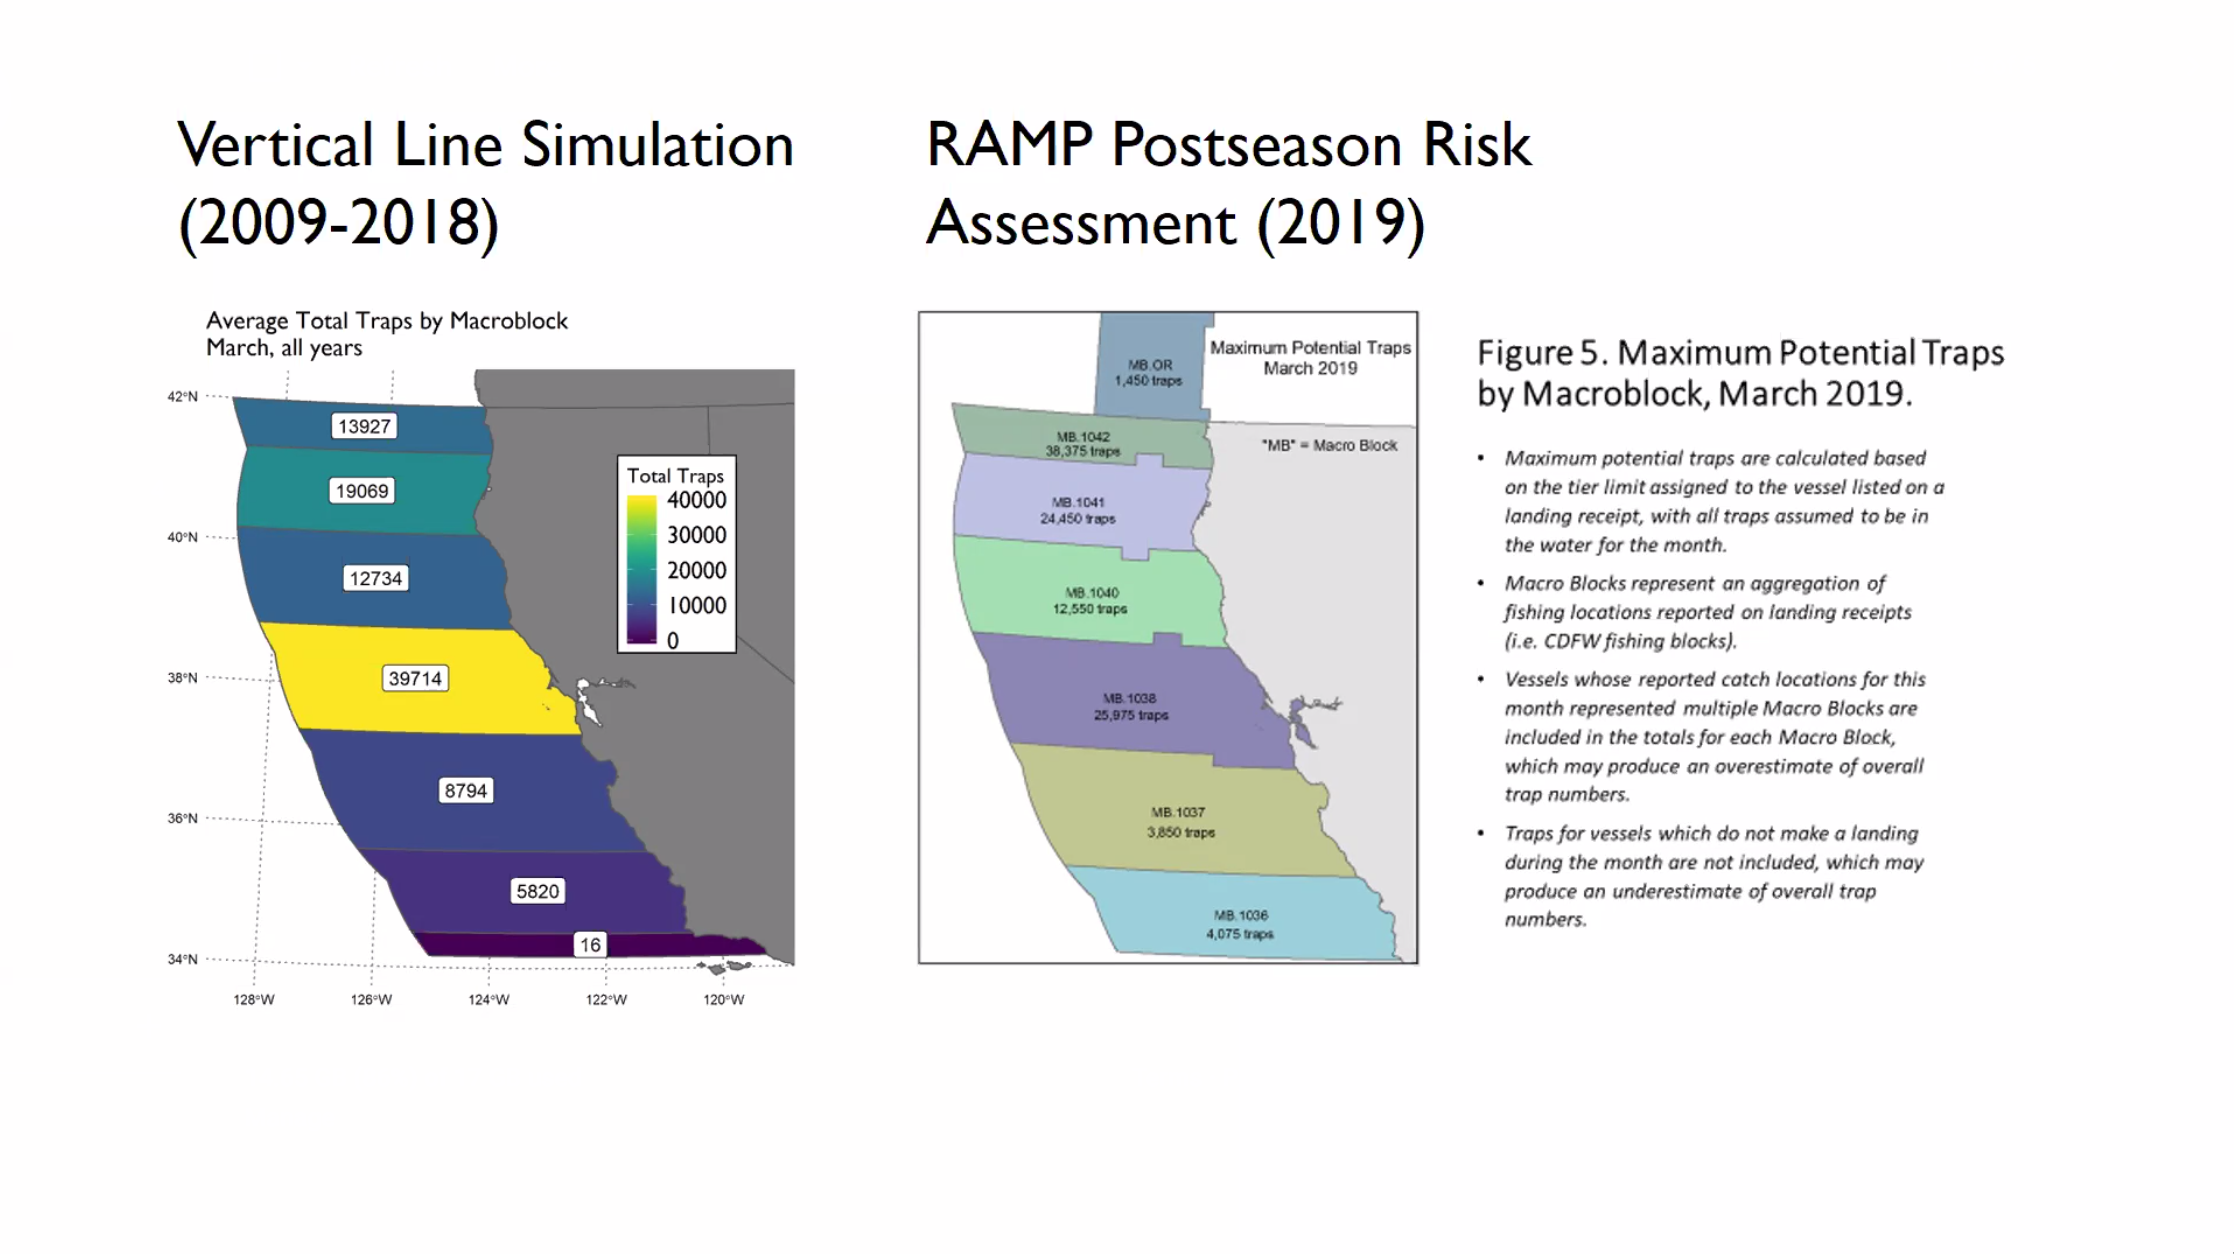 Vertical Line Simulation
(2009-2018)
RAMP Postseason Risk
Assessment (2019)
Average Total Traps by Macroblock
March, all years
42°N
40°N
38°N
36°N
34°N
128°W
126°W
124°W
122°W
120°W
13927
19069
12734
39714
8794
5820
16
Total Traps
40000
30000
20000
10000
0
Maximum Potential Traps
March 2019
"MB" = Macro Block
MB.OR
1,450 traps
MB.1042
38,375 traps
MB.1041
24,450 traps
MB.1040
12,550 traps
MB.1038
25,975 traps
MB.1037
3,850 traps
MB.1036
4,075 traps
Figure 5. Maximum Potential Traps
by Macroblock, March 2019.
• Maximum potential traps are calculated based
on the tier limit assigned to the vessel listed on a
landing receipt, with all traps assumed to be in
the water for the month.
• Macro Blocks represent an aggregation of
fishing locations reported on landing receipts
(i.e. CDFW fishing blocks).
• Vessels whose reported catch locations for this
month represented multiple Macro Blocks are
included in the totals for each Macro Block,
which may produce an overestimate of overall
trap numbers.
• Traps for vessels which do not make a landing
during the month are not included, which may
produce an underestimate of overall trap
numbers.